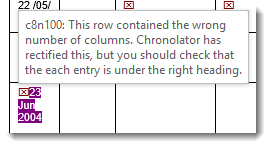 22 /05/
c8n100: This row contained the wrong
number of columns. Chronolator has
rectified this, but you should check that
the each entry is under the right heading.
23
Jun
2004